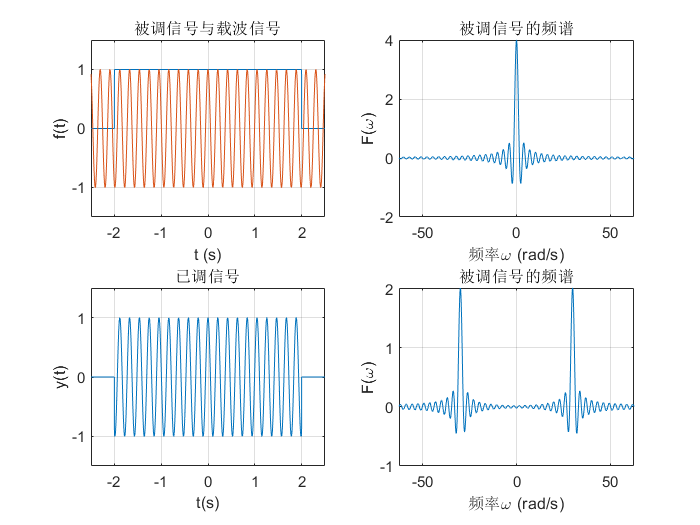 被调信号与载波信号
f(t)
1
0
-1
-2
-1
0
1
2
t (s)
被调信号的频谱
F(ω)
4
2
0
-2
-50
0
50
频率ω (rad/s)
已调信号
y(t)
1
0
-1
-2
-1
0
1
2
t(s)
被调信号的频谱
F(ω)
2
1
0
-1
-50
0
50
频率ω (rad/s)